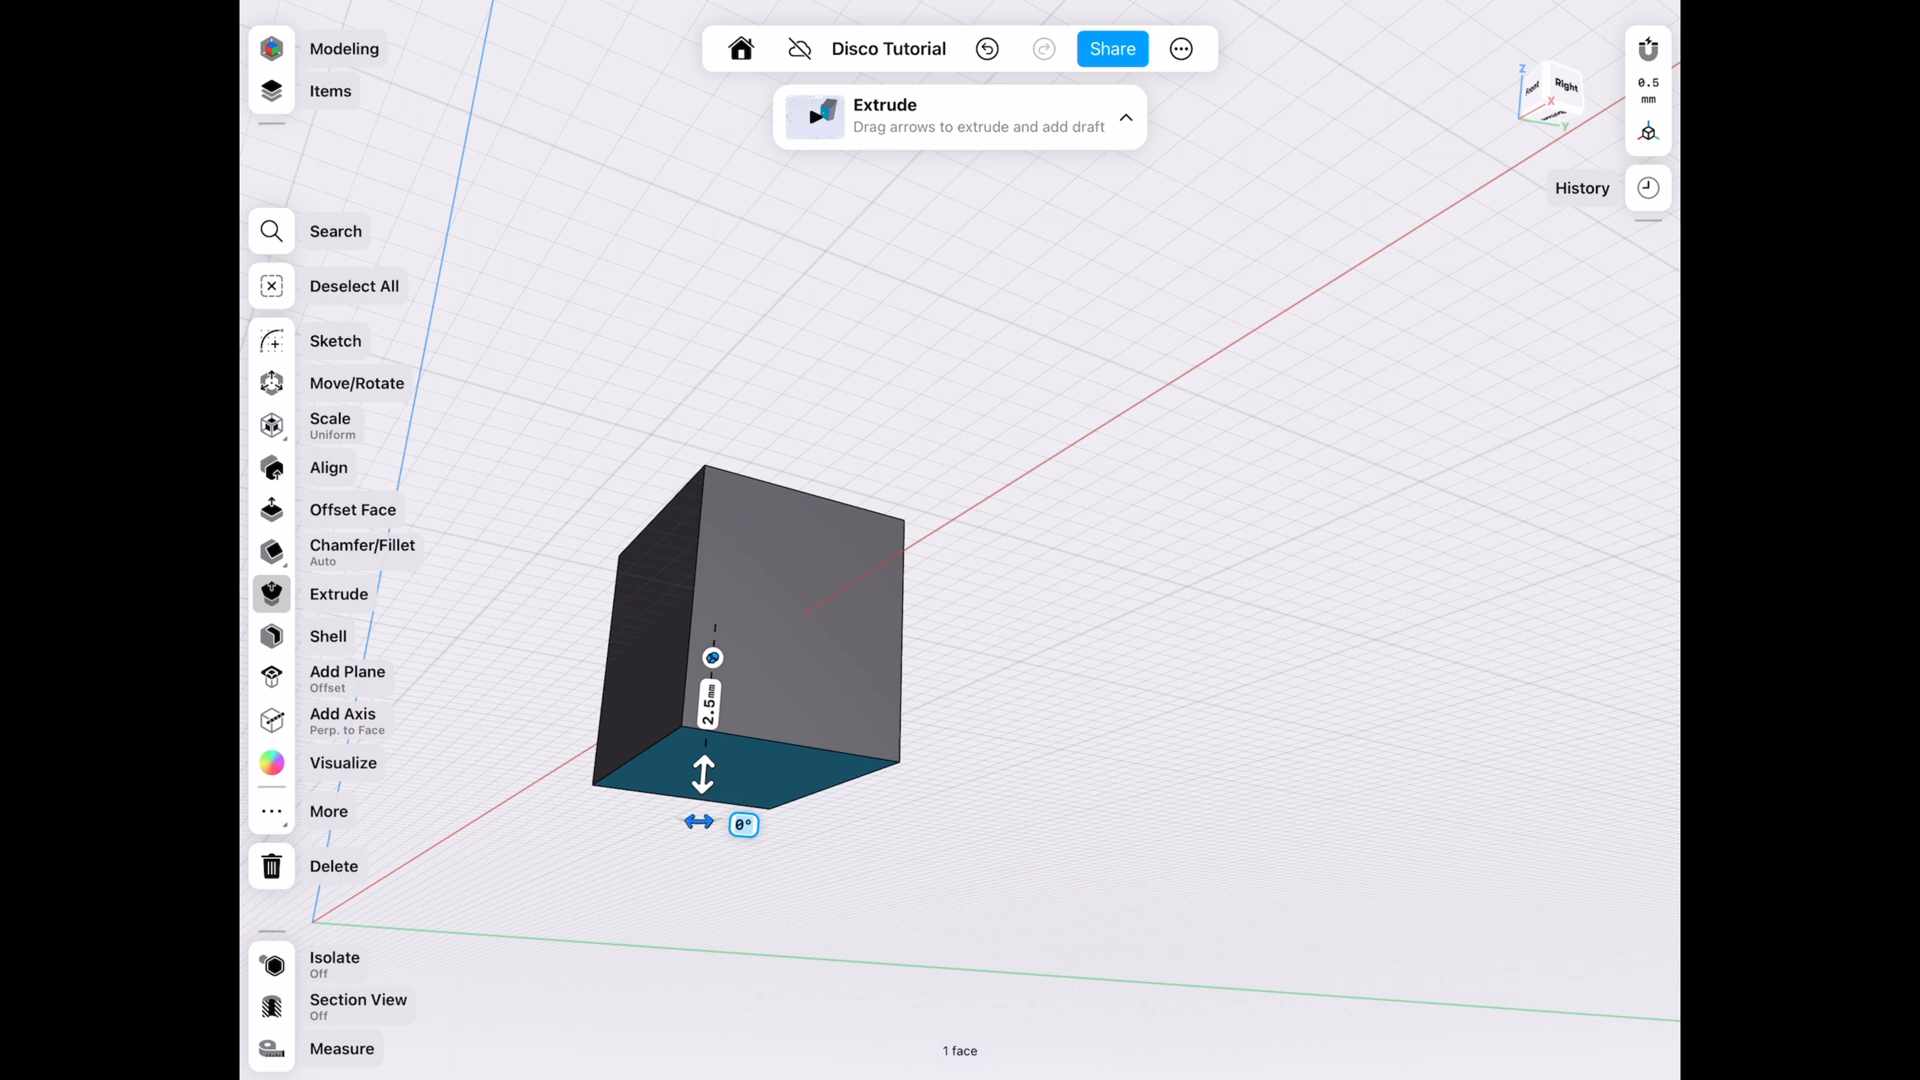 Modeling
Items
Disco Tutorial
Share
Extrude
Drag arrows to extrude and add draft
Z
Front
Right
X
Y
0.5
mm
History
Search
Deselect All
Sketch
Move/Rotate
Scale
Uniform
Align
Offset Face
Chamfer/Fillet
Auto
Extrude
Shell
Add Plane
Offset
Add Axis
Perp. to Face
Visualize
More
Delete
Isolate
Off
Section View
Off
Measure
2.5mm
0°
1 face